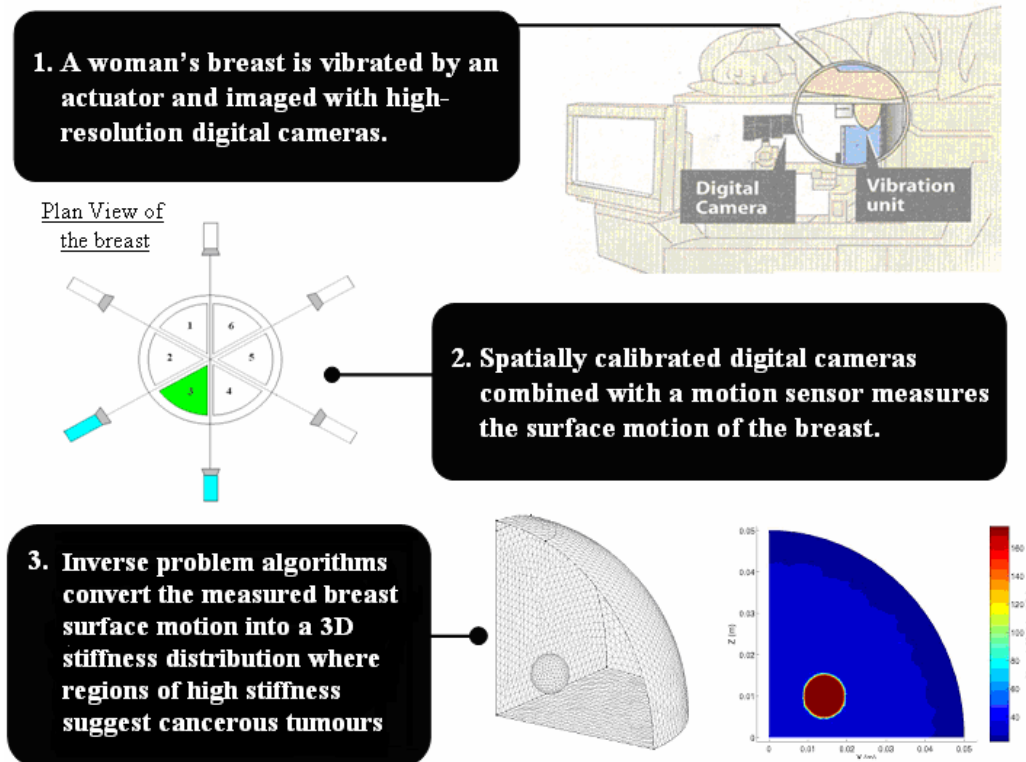 1. A woman's breast is vibrated by an
actuator and imaged with high-
resolution digital cameras.
Digital
Camera
Vibration
unit
Plan View of
the breast
1
6
2
5
3
4
2. Spatially calibrated digital cameras
combined with a motion sensor measures
the surface motion of the breast.
3. Inverse problem algorithms
convert the measured breast
surface motion into a 3D
stiffness distribution where
regions of high stiffness
suggest cancerous tumours
0.05
0.04
0.03
0.02
0.01
0
Z (m)
0
0.01
0.02
0.03
0.04
0.05
160
140
120
100
80
60
40